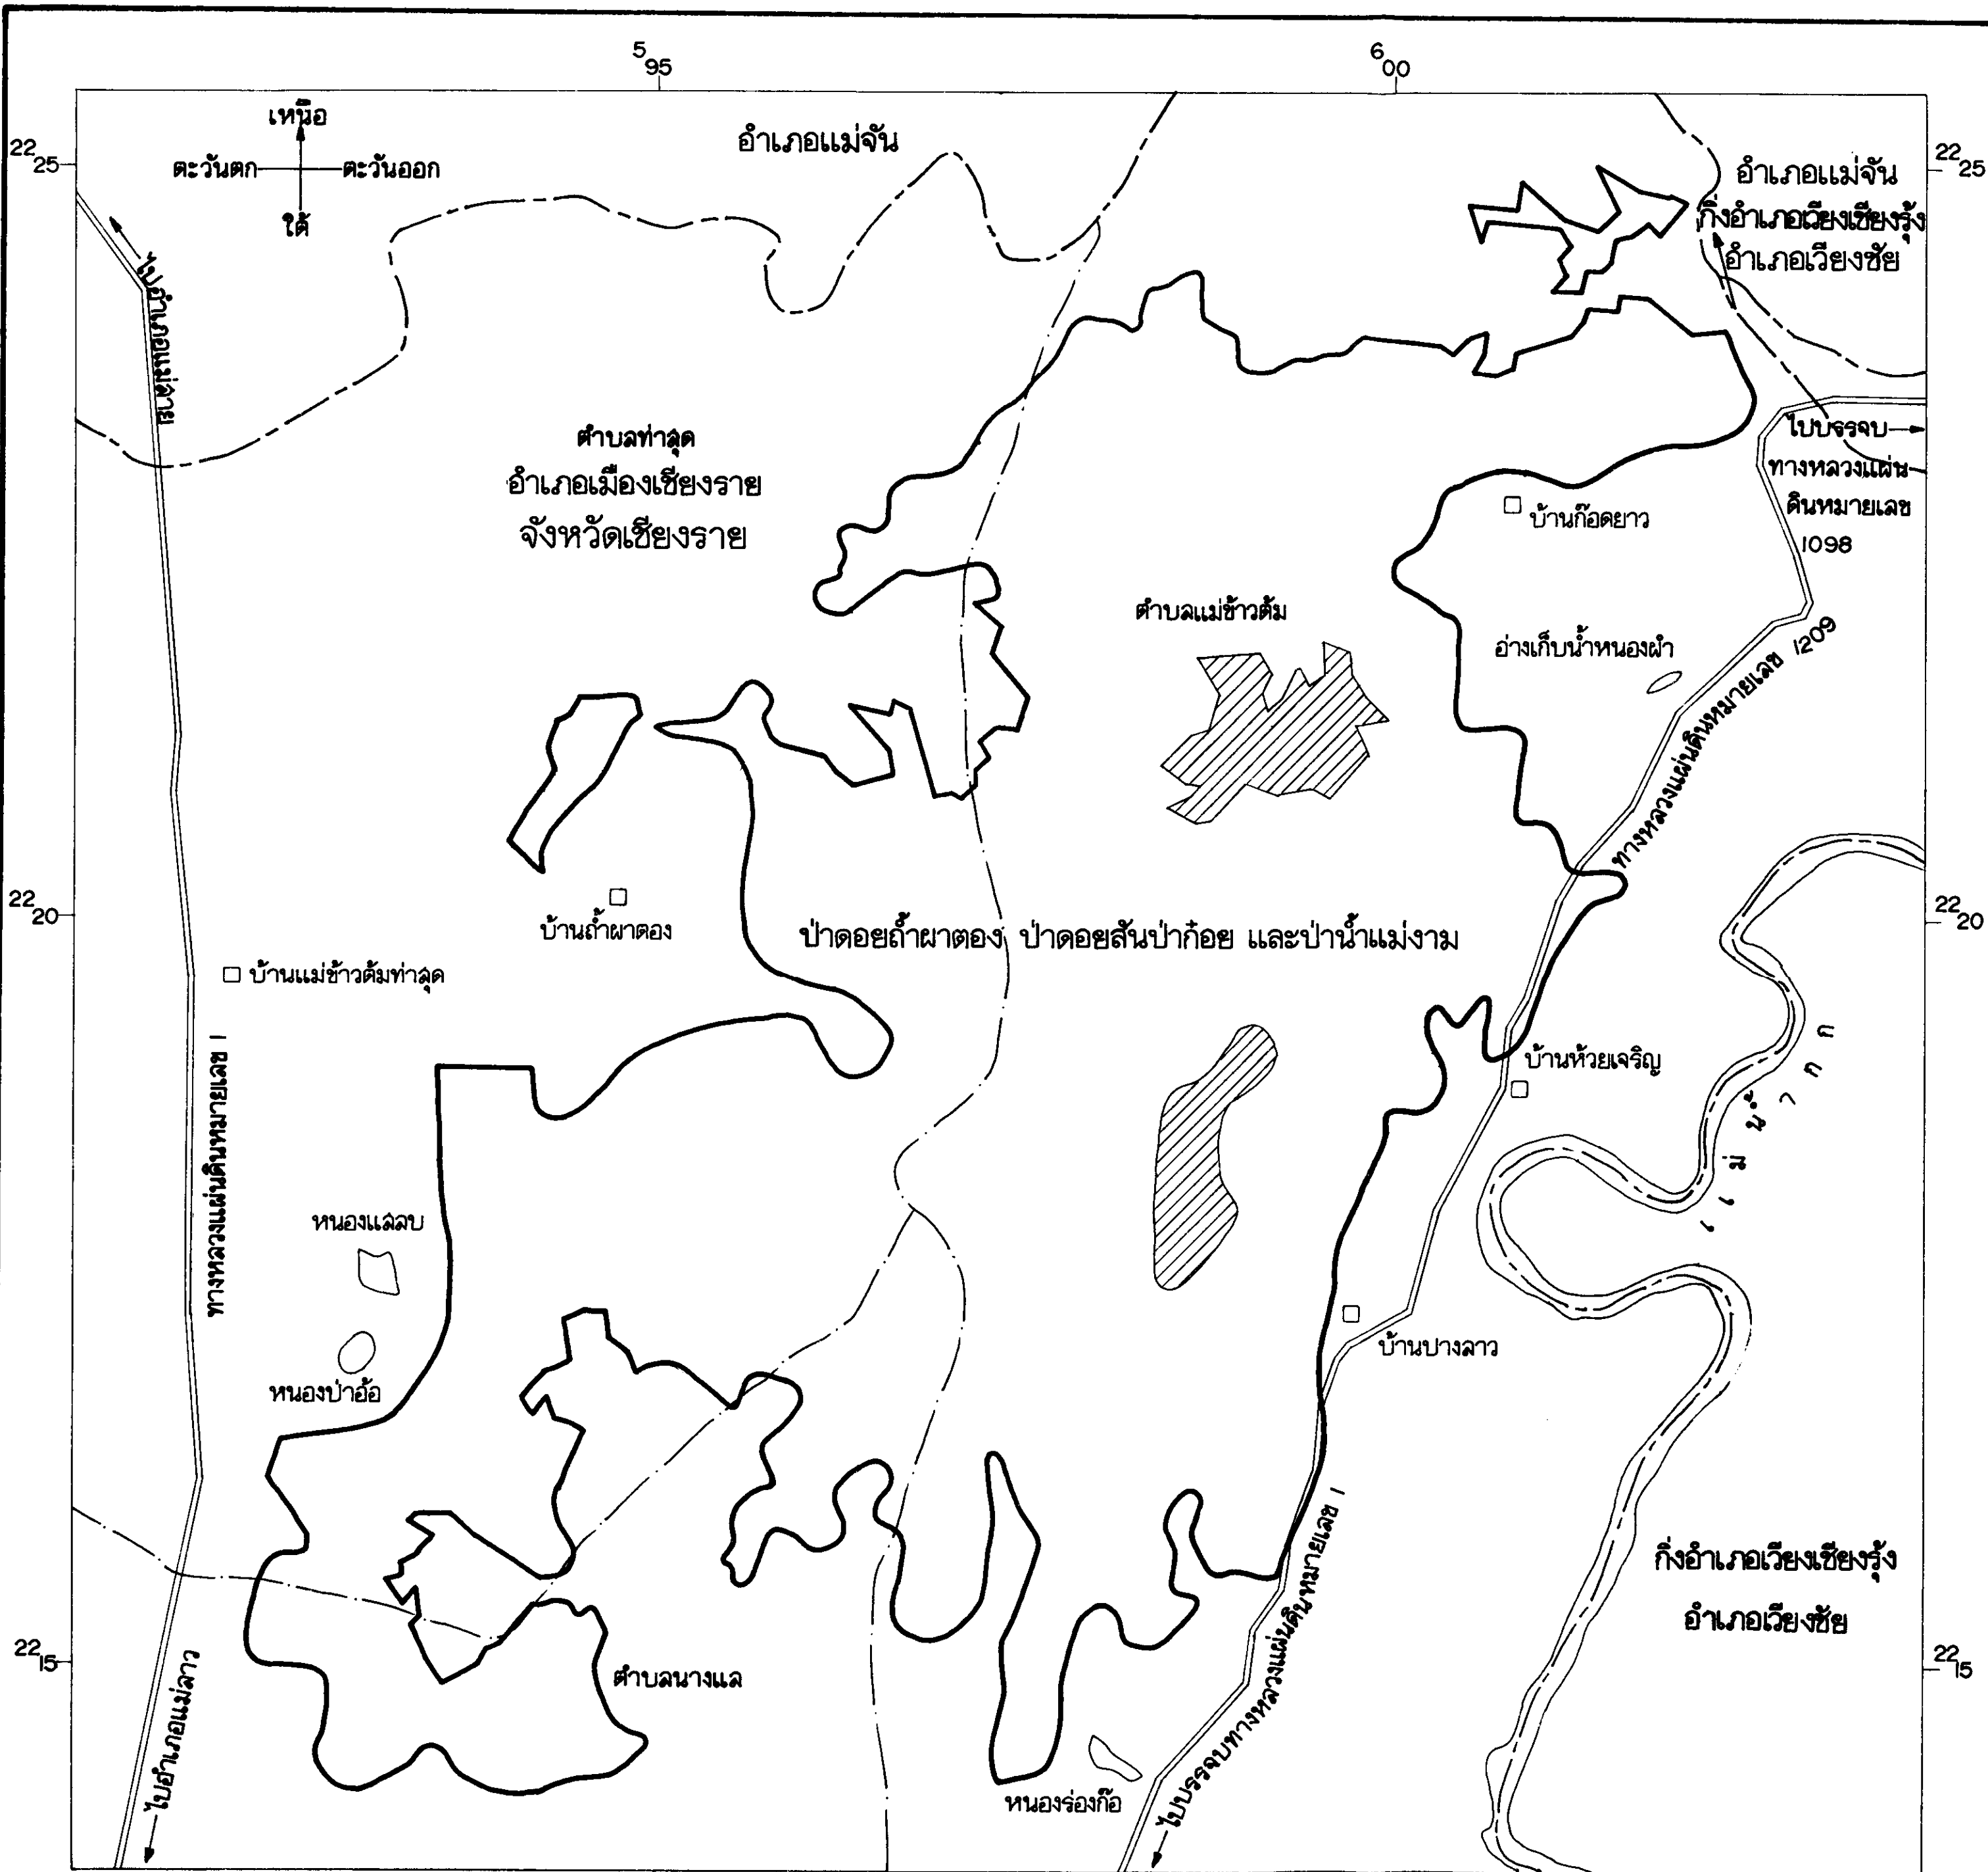 5 95
6 00
เหนือ
ตะวันตก
ตะวันออก
ใต้
อำเภอแม่จัน
22 25
22 25
อำเภอแม่จัน
กิ่งอำเภอเวียงเชียงรุ้ง
อำเภอเวียงชัย
ไปอำเภอแม่สาย
ตำบลท่าสุด
อำเภอเมืองเชียงราย
จังหวัดเชียงราย
ไปบรรจบ
ทางหลวงแผ่น
ดินหมายเลข
1098
บ้านก๊อดยาว
ตำบลแม่ข้าวต้ม
อ่างเก็บน้ำหนองผำ
ทางหลวงแผ่นดินหมายเลข 1209
22 20
22 20
บ้านถ้ำผาตอง
ป่าดอยถ้ำผาตอง ป่าดอยสันป่าก๋อย และป่าน้ำแม่งาม
บ้านแม่ข้าวต้มท่าสุด
ทางหลวงแผ่นดินหมายเลข 1
บ้านห้วยเจริญ
แม่น้ำกก
หนองแสลบ
หนองป่าอ้อ
บ้านปางลาว
กิ่งอำเภอเวียงเชียงรุ้ง
อำเภอเวียงชัย
22 15
22 15
ตำบลนางแล
ไปอำเภอแม่ลาว
หนองร่องก๊อ
ไปบรรจบทางหลวงแผ่นดินหมายเลข 1